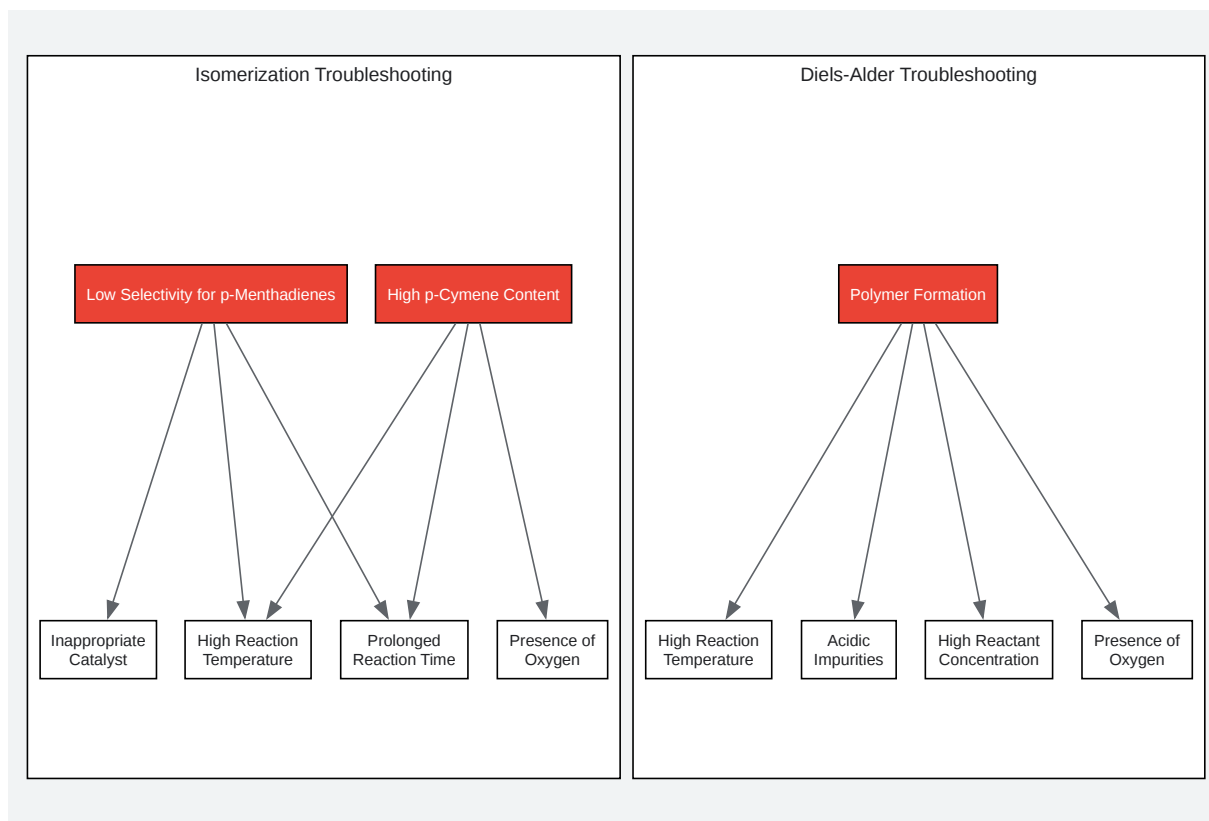 Isomerization Troubleshooting
Low Selectivity for p-Menthadienes
High p-Cymene Content
Inappropriate
Catalyst
High Reaction
Temperature
Prolonged
Reaction Time
Presence of
Oxygen
Diels-Alder Troubleshooting
Polymer Formation
High Reaction
Temperature
Acidic
Impurities
High Reactant
Concentration
Presence of
Oxygen